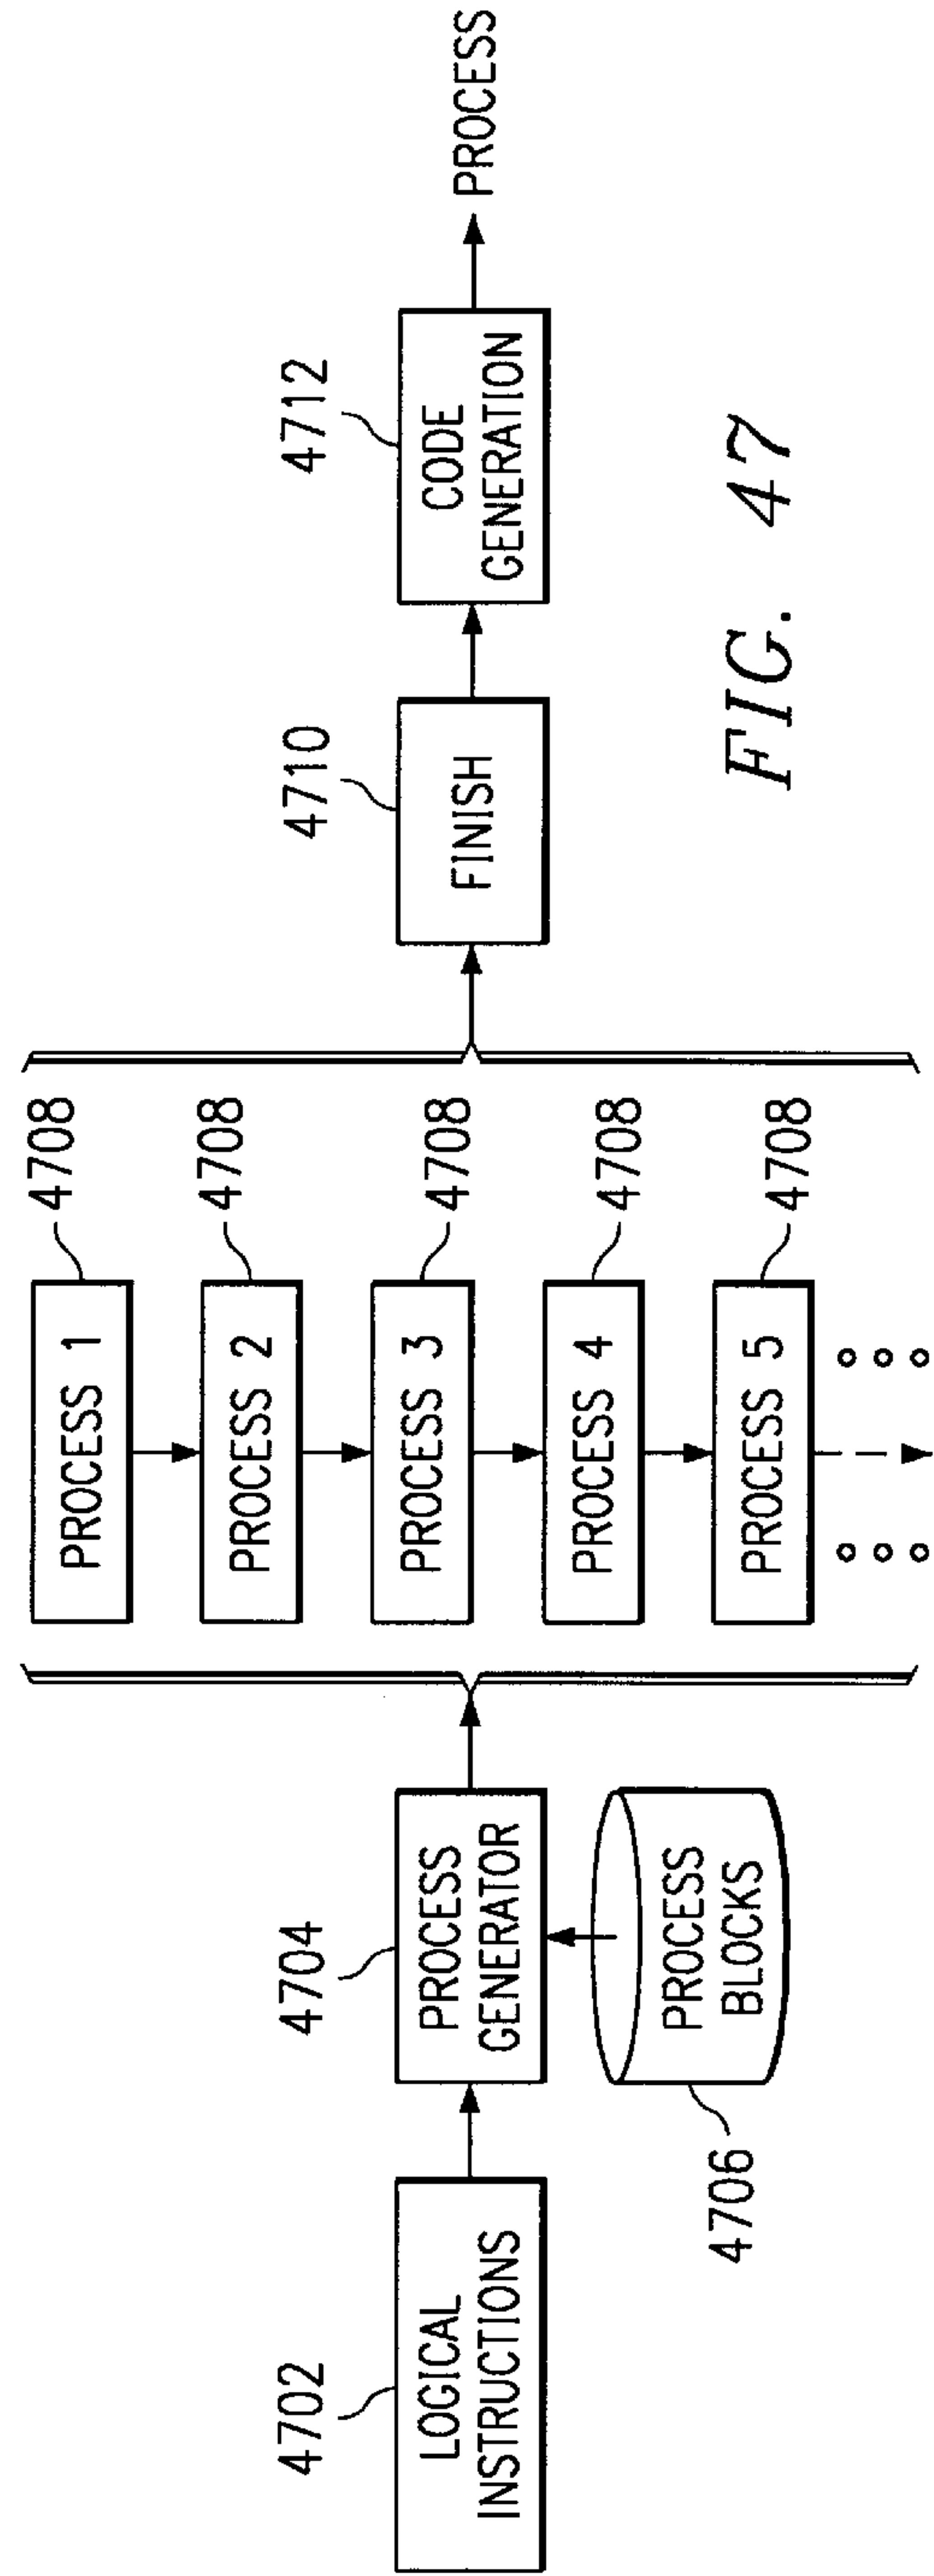 4702
LOGICAL
INSTRUCTIONS
4704
PROCESS
GENERATOR
PROCESS
BLOCKS
4706
PROCESS 1
4708
PROCESS 2
4708
PROCESS 3
4708
PROCESS 4
4708
PROCESS 5
4708
4710
FINISH
4712
CODE
GENERATION
PROCESS
FIG. 47